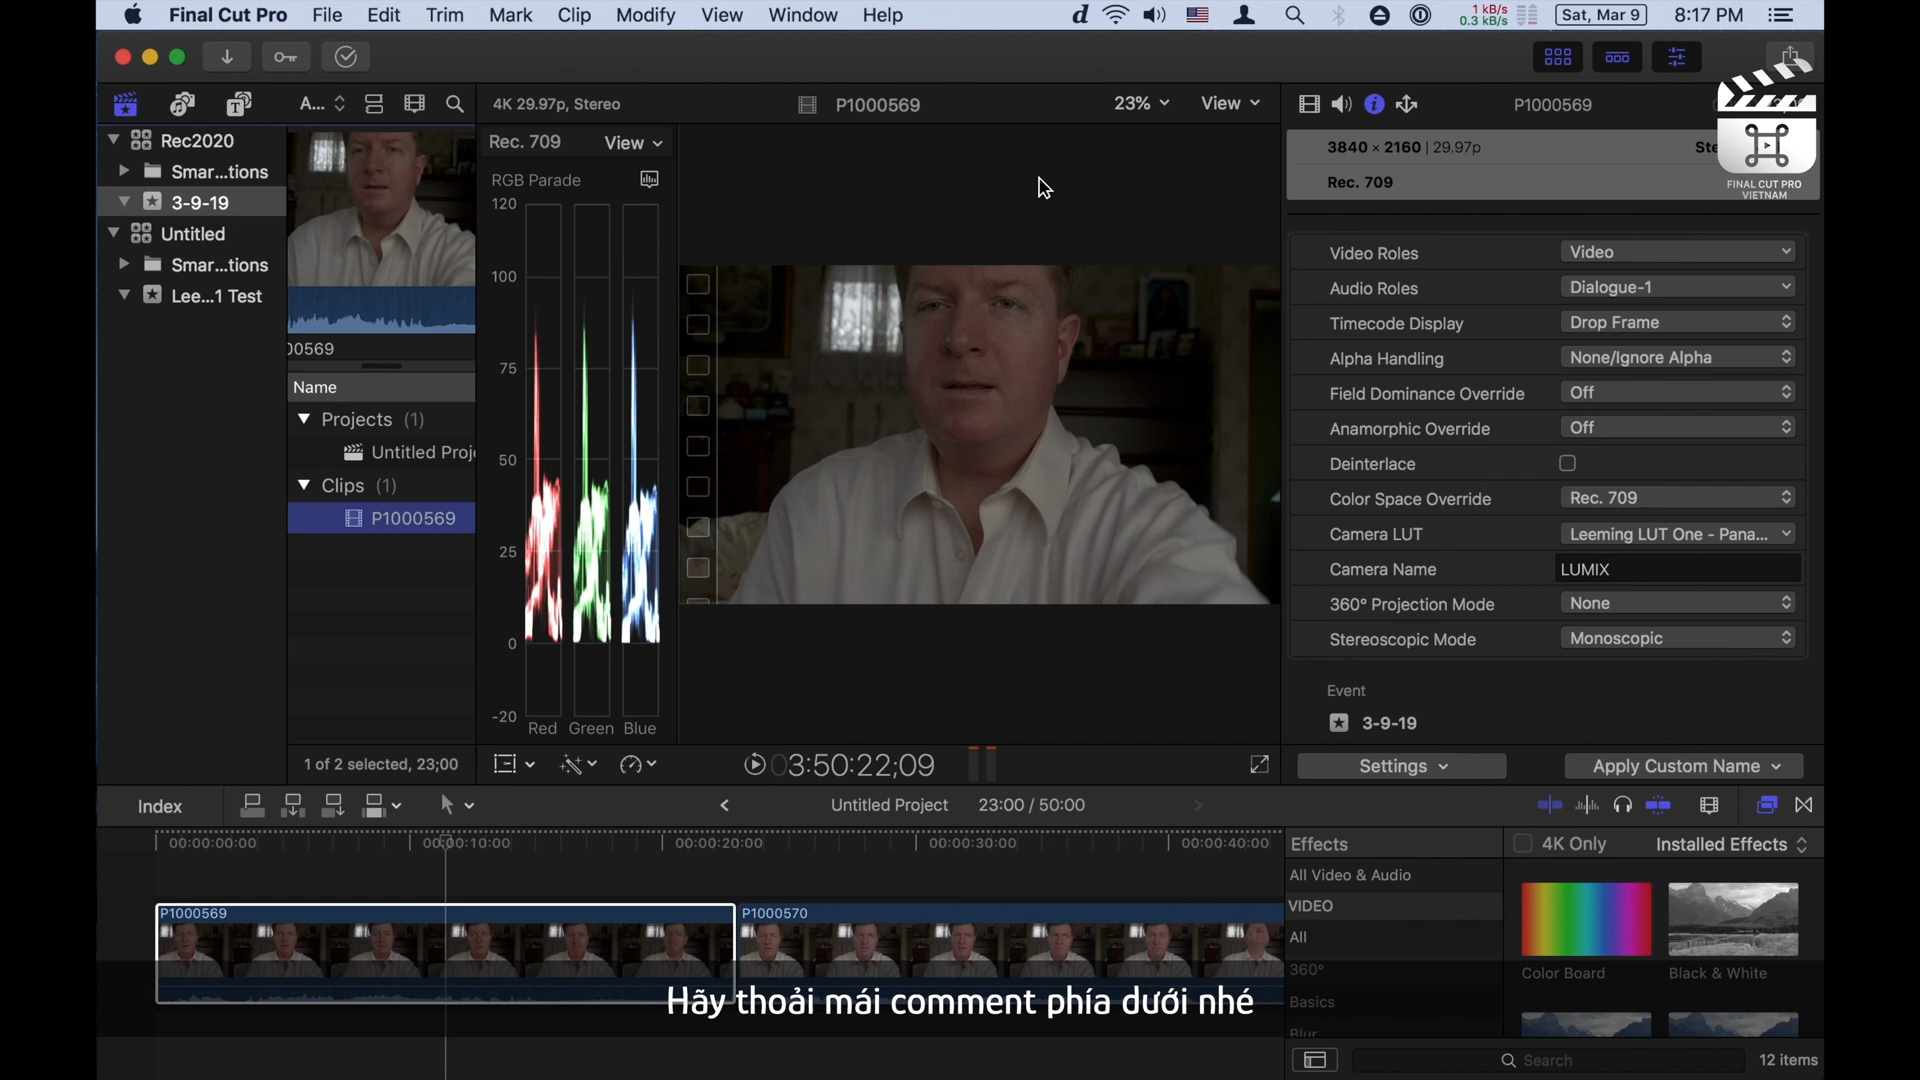 Final Cut Pro File Edit Trim Mark Clip Modify View Window Help
1 kB/s
0.3 kB/s
Sat, Mar 9 8:17 PM
A...
4K 29.97p, Stereo
P1000569
23% View
P1000569
Rec2020
Smar...tions
3-9-19
Untitled
Smar...tions
Lee...1 Test
00569
Name
Projects (1)
Untitled Proj
Clips (1)
P1000569
1 of 2 selected, 23;00
Rec. 709 View
RGB Parade
120
100
75
50
25
0
-20
Red Green Blue
03:50:22;09
3840 × 2160 | 29.97p
Ste
Rec. 709
FINAL CUT PRO
VIETNAM
Video Roles Video
Audio Roles Dialogue-1
Timecode Display Drop Frame
Alpha Handling None/Ignore Alpha
Field Dominance Override Off
Anamorphic Override Off
Deinterlace
Color Space Override Rec. 709
Camera LUT Leeming LUT One - Pana...
Camera Name LUMIX
360° Projection Mode None
Stereoscopic Mode Monoscopic
Event
3-9-19
Settings Apply Custom Name
Index
Untitled Project 23:00 / 50:00
00:00:00:00 00:00:10:00 00:00:20:00 00:00:30:00 00:00:40:00
P1000569 P1000570
Effects
4K Only Installed Effects
All Video & Audio
VIDEO
All
360°
Basics
Blur
Color Board Black & White
Search
12 items
Hãy thoải mái comment phía dưới nhé